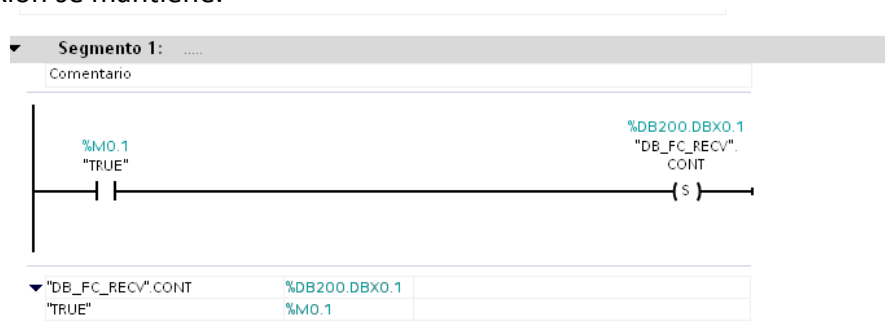 xión se mantiene.
Segmento 1: .....
Comentario
%DB200.DBX0.1
%M0.1 "DB_FC_RECV".
"TRUE" CONT
S
"DB_FC_RECV".CONT %DB200.DBX0.1
"TRUE" %M0.1